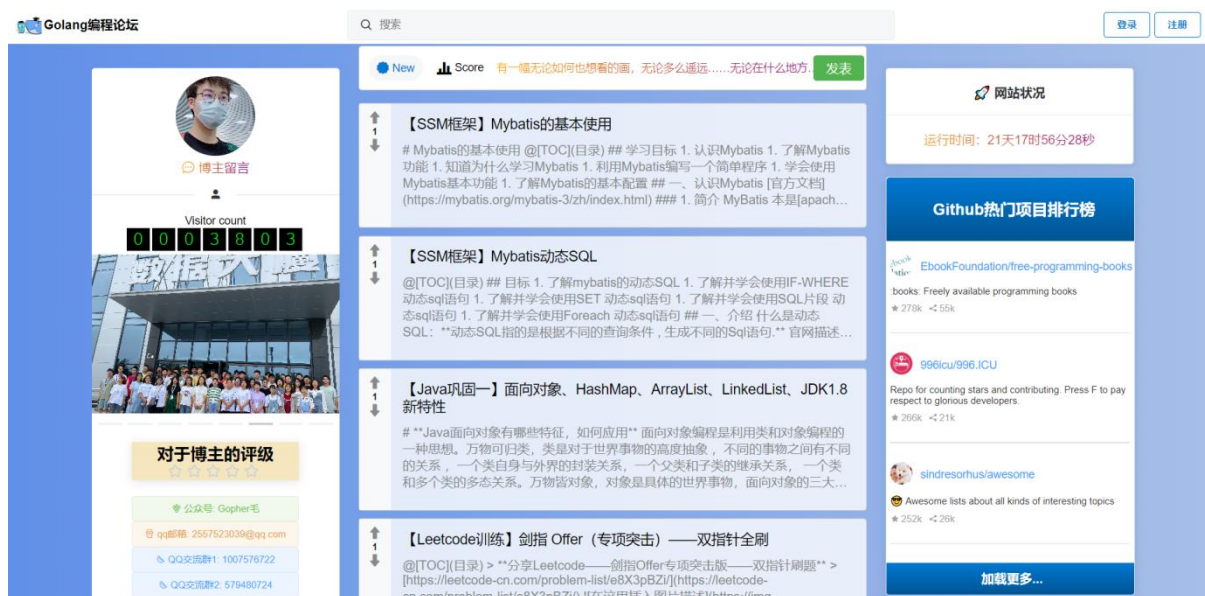 Golang编程论坛
搜索
登录
注册
博主留言
Visitor count
0003803
数据大厦
对于博主的评级
公众号: Gopher毛
qq邮箱: 2557523039@qq.com
QQ交流群1: 1007576722
QQ交流群2: 579480724
New
Score
有一幅无论如何也想看的画，无论多么遥远……无论在什么地方.
发表
1
【SSM框架】Mybatis的基本使用
# Mybatis的基本使用 @[TOC](目录) ## 学习目标 1. 认识Mybatis 1. 了解Mybatis
功能 1. 知道为什么学习Mybatis 1. 利用Mybatis编写一个简单程序 1. 学会使用
Mybatis基本功能 1. 了解Mybatis的基本配置 ## 一、认识Mybatis [官方文档]
(https://mybatis.org/mybatis-3/zh/index.html) ### 1. 简介 MyBatis 本是[apach…
1
【SSM框架】Mybatis动态SQL
@[TOC](目录) ## 目标 1. 了解mybatis的动态SQL 1. 了解并学会使用IF-WHERE
动态sql语句 1. 了解并学会使用SET 动态sql语句 1. 了解并学会使用SQL片段 动
态sql语句 1. 了解并学会使用Foreach 动态sql语句 ## 一、介绍 什么是动态
SQL：**动态SQL指的是根据不同的查询条件 , 生成不同的Sql语句.** 官网描述…
1
【Java巩固一】面向对象、HashMap、ArrayList、LinkedList、JDK1.8
新特性
# **Java面向对象有哪些特征，如何应用** 面向对象编程是利用类和对象编程的
一种思想。万物可归类，类是对于世界事物的高度抽象 ，不同的事物之间有不同
的关系 ，一个类自身与外界的封装关系，一个父类和子类的继承关系， 一个类
和多个类的多态关系。万物皆对象，对象是具体的世界事物，面向对象的三大…
1
【Leetcode训练】剑指 Offer（专项突击）——双指针全刷
@[TOC](目录) > **分享Leetcode——剑指Offer专项突击版——双指针刷题** >
[https://leetcode-cn.com/problem-list/e8X3pBZi/](https://leetcode-
cn.com/problem-list/e8X3pBZi/) ![在这里插入图片描述](https://img-
网站状况
运行时间：21天17时56分28秒
Github热门项目排行榜
EbookFoundation/free-programming-books
:books: Freely available programming books
278k 55k
996icu/996.ICU
Repo for counting stars and contributing. Press F to pay
respect to glorious developers.
266k 21k
sindresorhus/awesome
Awesome lists about all kinds of interesting topics
252k 26k
加载更多...